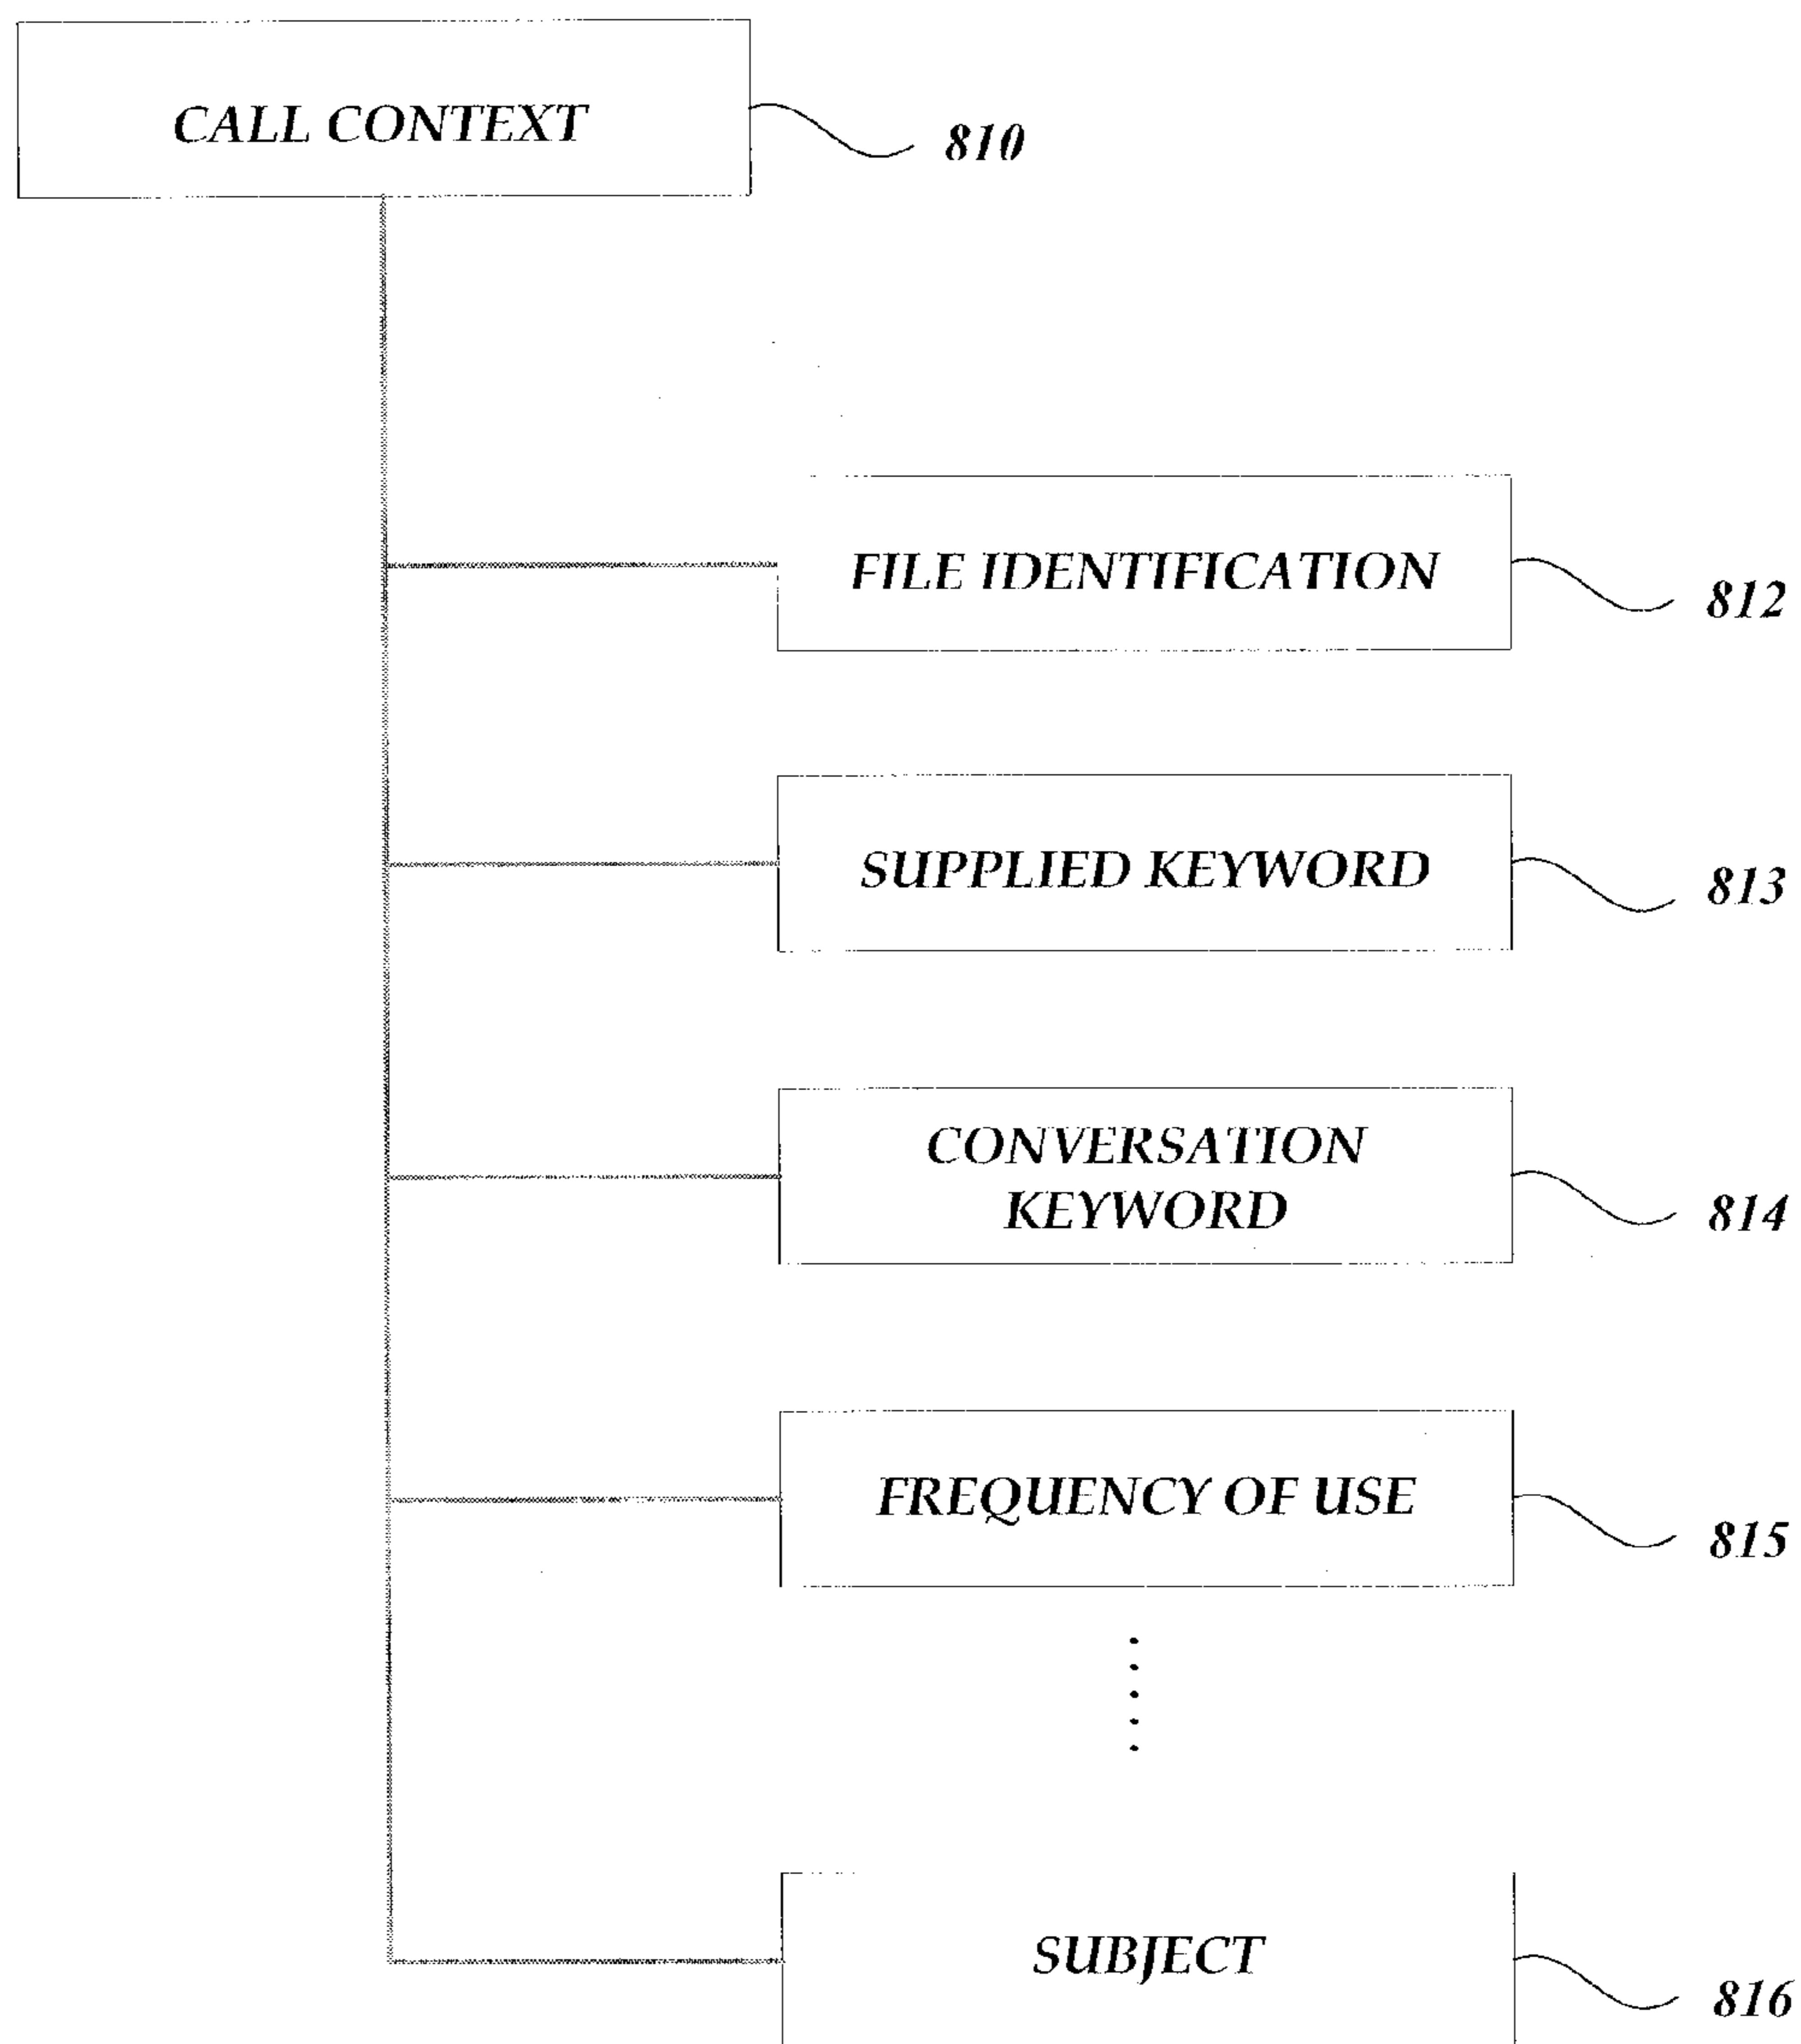 CALL CONTEXT
810
FILE IDENTIFICATION
812
SUPPLIED KEYWORD
813
CONVERSATION
KEYWORD
814
FREQUENCY OF USE
815
SUBJECT
816